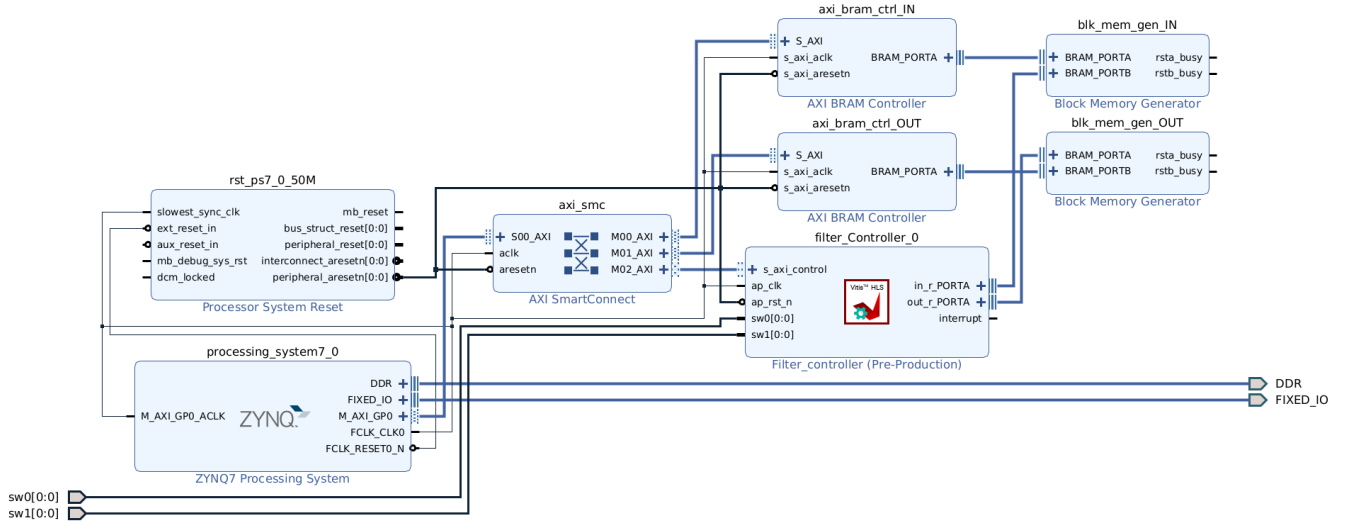 axi_bram_ctrl_IN
S_AXI
s_axi_aclk
s_axi_aresetn
BRAM_PORTA
AXI BRAM Controller
blk_mem_gen_IN
BRAM_PORTA
BRAM_PORTB
rsta_busy
rstb_busy
Block Memory Generator
axi_bram_ctrl_OUT
S_AXI
s_axi_aclk
s_axi_aresetn
BRAM_PORTA
AXI BRAM Controller
blk_mem_gen_OUT
BRAM_PORTA
BRAM_PORTB
rsta_busy
rstb_busy
Block Memory Generator
rst_ps7_0_50M
slowest_sync_clk
ext_reset_in
aux_reset_in
mb_debug_sys_rst
dcm_locked
mb_reset
bus_struct_reset[0:0]
peripheral_reset[0:0]
interconnect_aresetn[0:0]
peripheral_aresetn[0:0]
Processor System Reset
axi_smc
S00_AXI
aclk
aresetn
M00_AXI
M01_AXI
M02_AXI
AXI SmartConnect
filter_Controller_0
s_axi_control
ap_clk
ap_rst_n
sw0[0:0]
sw1[0:0]
Vitis™ HLS
in_r_PORTA
out_r_PORTA
interrupt
Filter_controller (Pre-Production)
processing_system7_0
M_AXI_GP0_ACLK
ZYNQ
DDR
FIXED_IO
M_AXI_GP0
FCLK_CLK0
FCLK_RESET0_N
ZYNQ7 Processing System
DDR
FIXED_IO
sw0[0:0]
sw1[0:0]